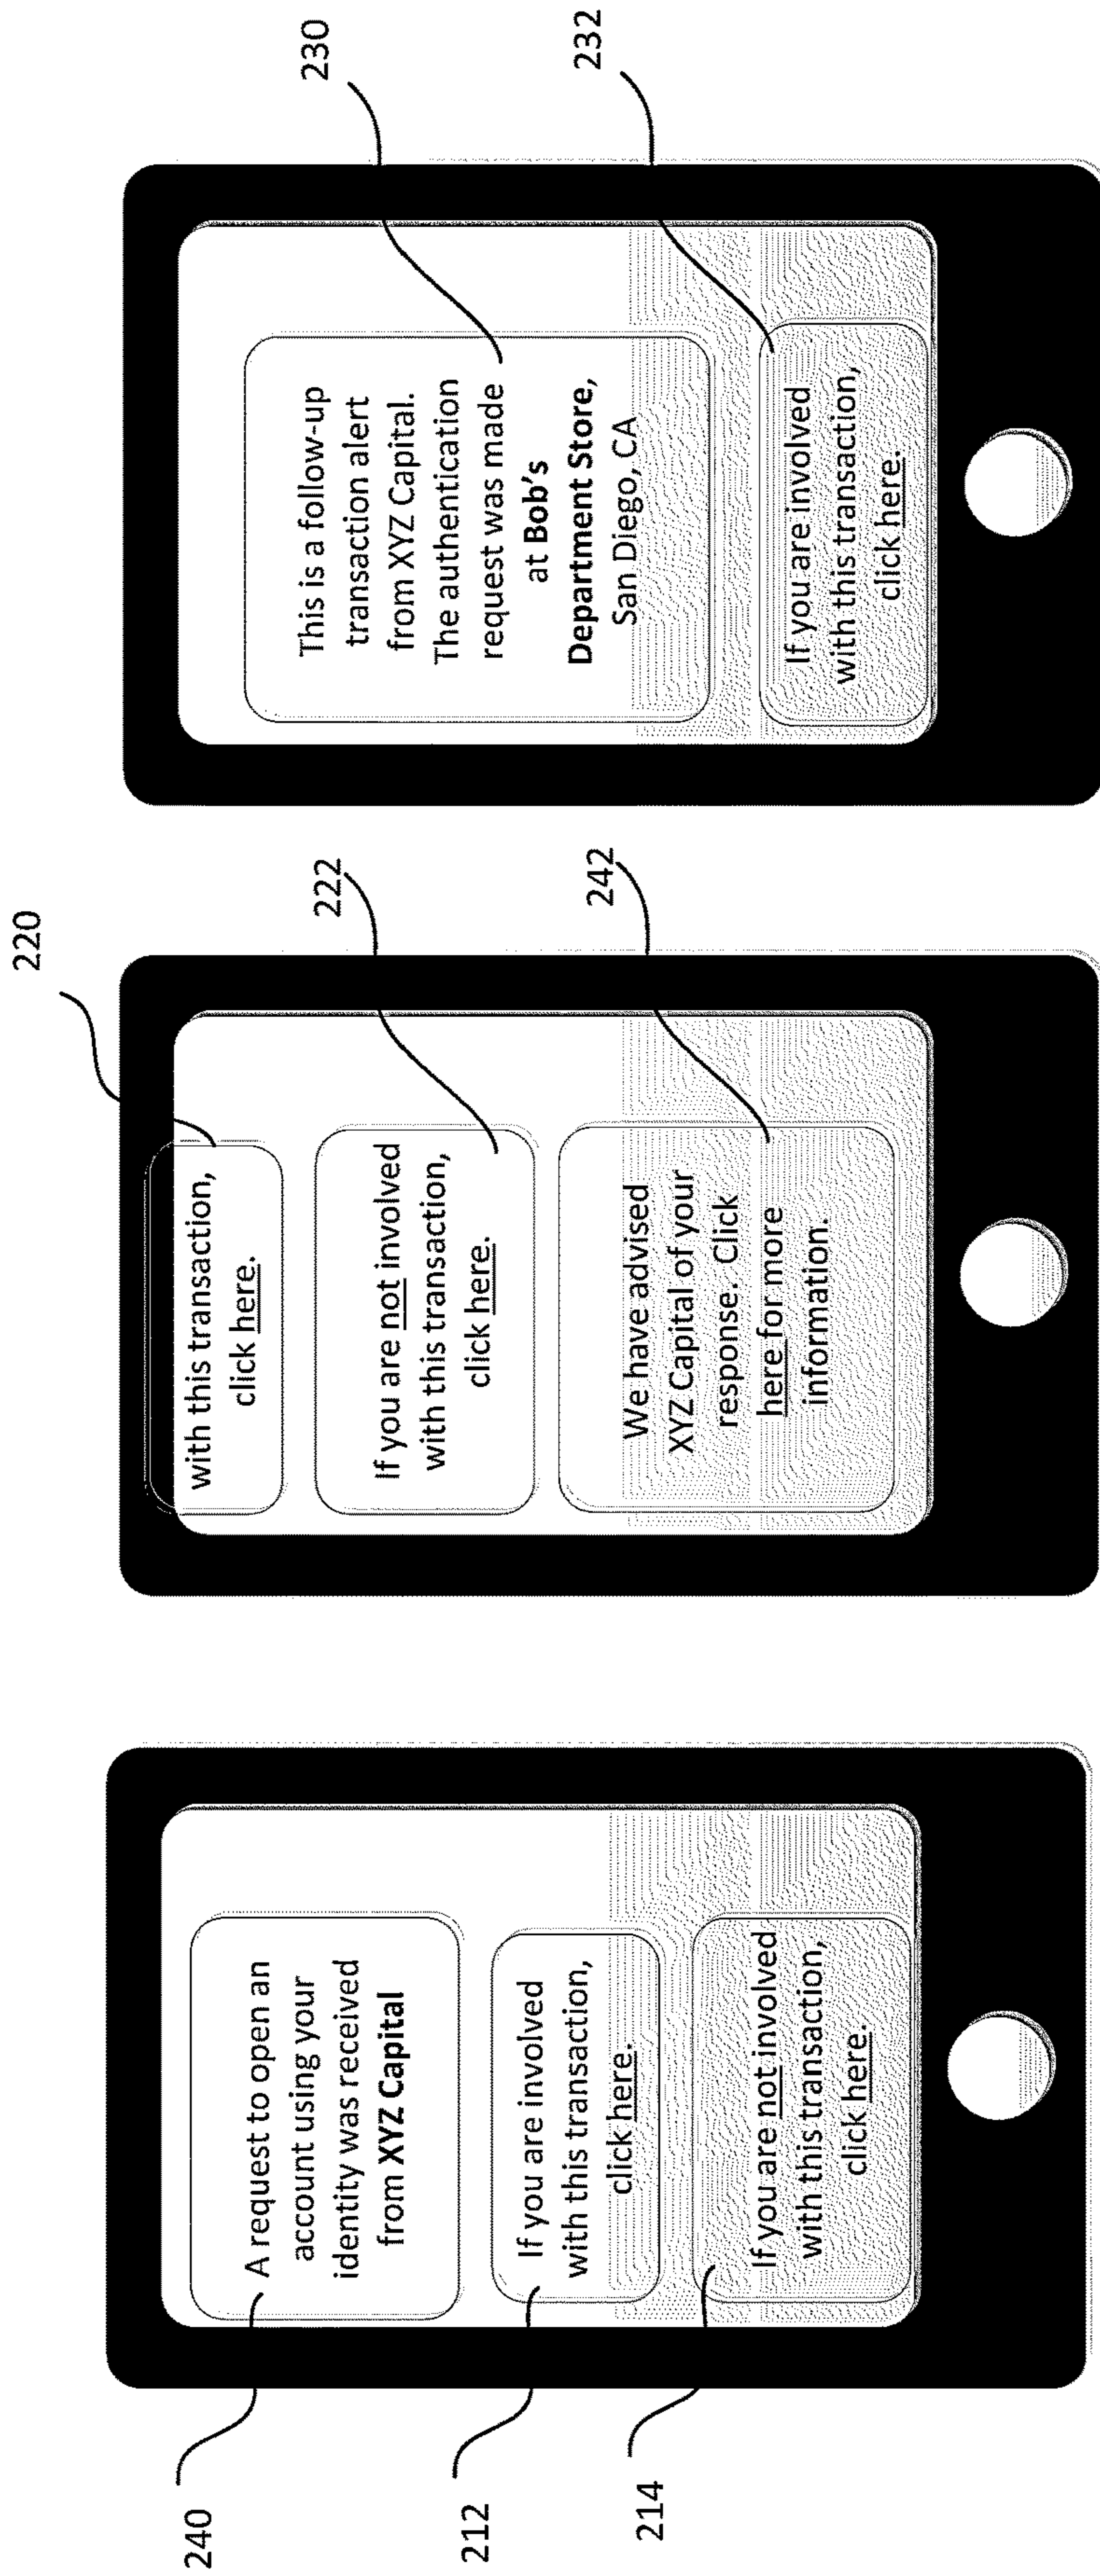 240
A request to open an
account using your
identity was received
from XYZ Capital
212
If you are involved
with this transaction,
click here.
214
If you are not involved
with this transaction,
click here.
220
with this transaction,
click here.
222
If you are not involved
with this transaction,
click here.
242
We have advised
XYZ Capital of your
response. Click
here for more
information.
230
This is a follow-up
transaction alert
from XYZ Capital.
The authentication
request was made
at Bob's
Department Store,
San Diego, CA
232
If you are involved
with this transaction,
click here.